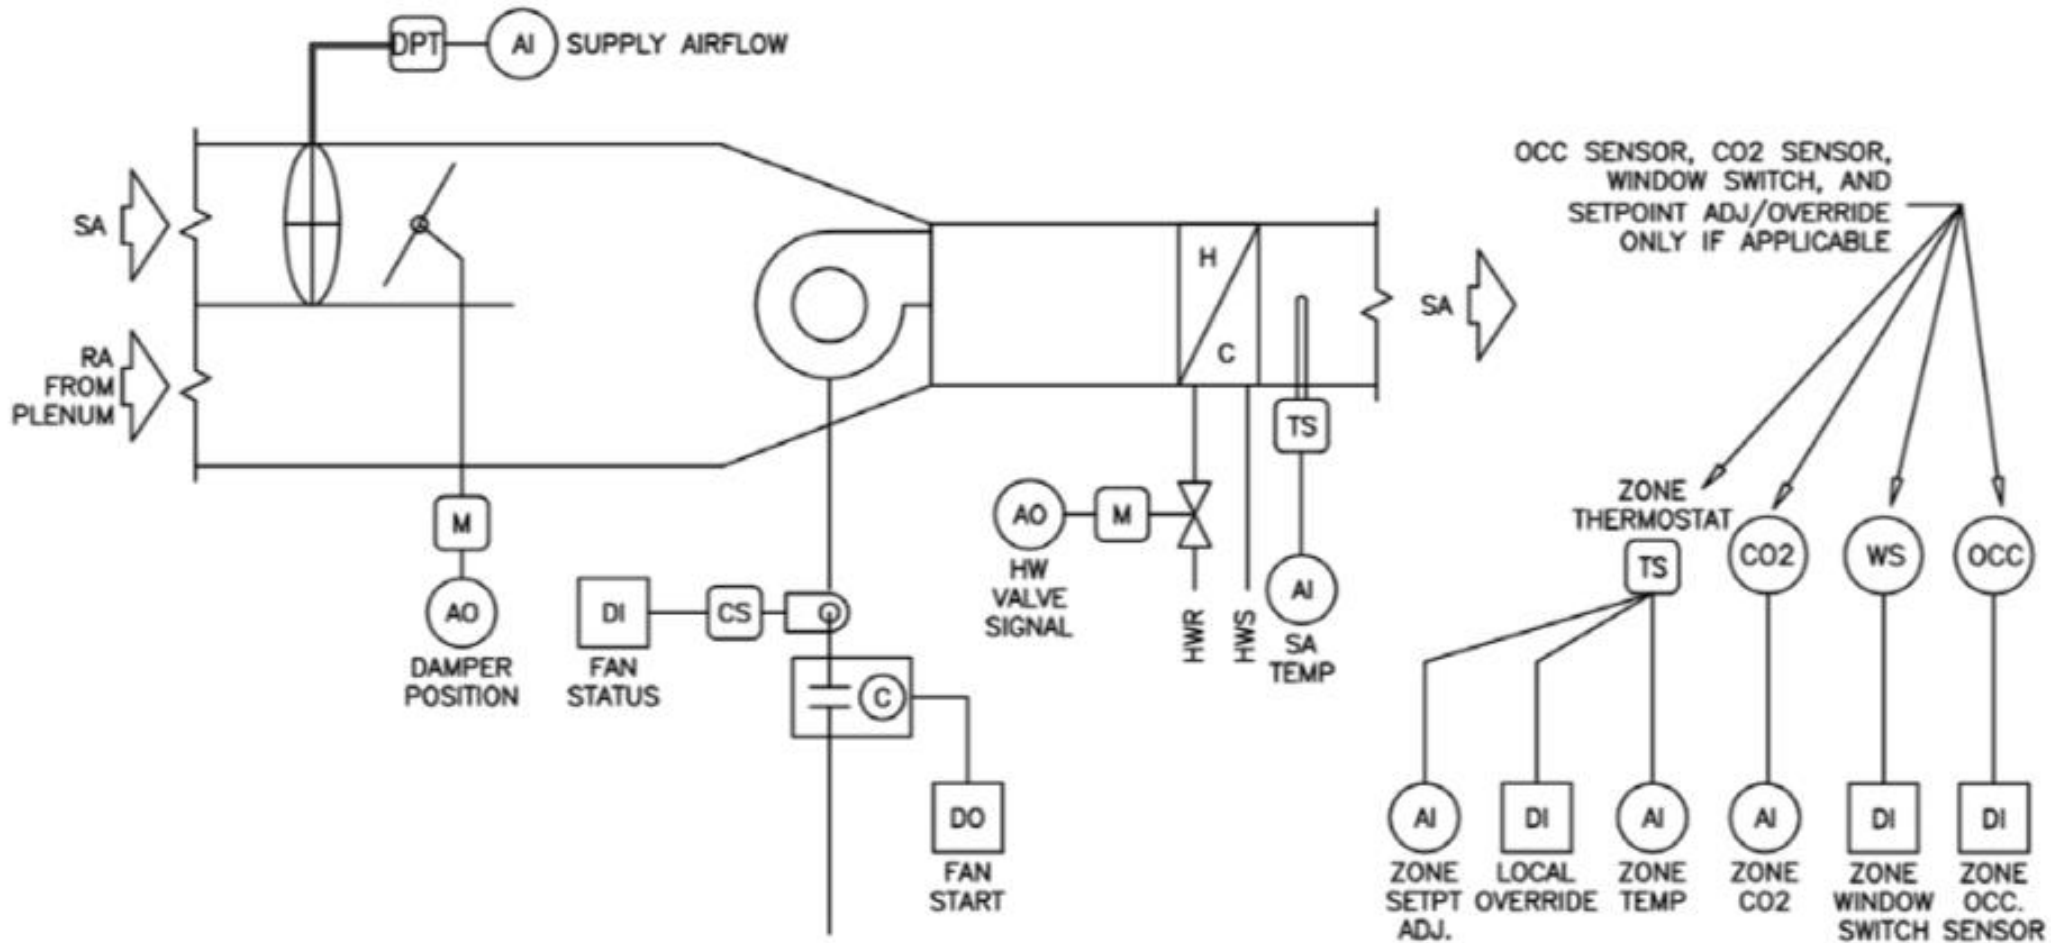 DPT
AI
SUPPLY AIRFLOW
SA
RA
FROM
PLENUM
H
C
SA
OCC SENSOR, CO2 SENSOR,
WINDOW SWITCH, AND
SETPOINT ADJ/OVERRIDE
ONLY IF APPLICABLE
M
AO
DAMPER
POSITION
DI
FAN
STATUS
CS
C
DO
FAN
START
AO
M
HW
VALVE
SIGNAL
HWR
HWS
TS
AI
SA
TEMP
ZONE
THERMOSTAT
TS
CO2
WS
OCC
AI
ZONE
SETPT
ADJ.
DI
LOCAL
OVERRIDE
AI
ZONE
TEMP
AI
ZONE
CO2
DI
ZONE
WINDOW
SWITCH
DI
ZONE
OCC.
SENSOR